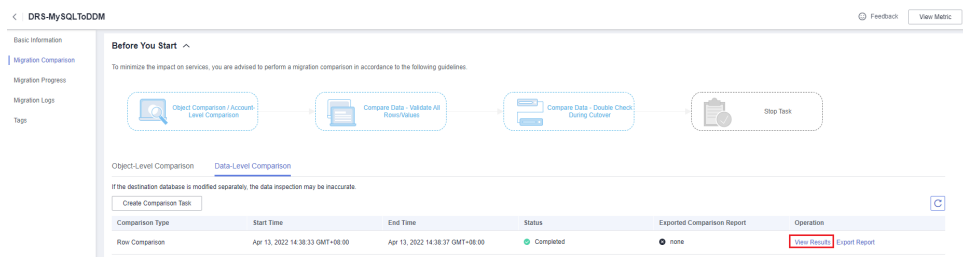 DRS-MySQLToDDM
Feedback
View Metric
Basic Information
Migration Comparison
Migration Progress
Migration Logs
Tags
Before You Start
To minimize the impact on services, you are advised to perform a migration comparison in accordance to the following guidelines.
Object Comparison / Account-
Level Comparison
Compare Data - Validate All
Rows/Values
Compare Data - Double Check
During Cutover
Stop Task
Object-Level Comparison
Data-Level Comparison
If the destination database is modified separately, the data inspection may be inaccurate.
Create Comparison Task
Comparison Type Start Time End Time Status Exported Comparison Report Operation
Row Comparison Apr 13, 2022 14:38:33 GMT+08:00 Apr 13, 2022 14:38:37 GMT+08:00 Completed none View Results Export Report